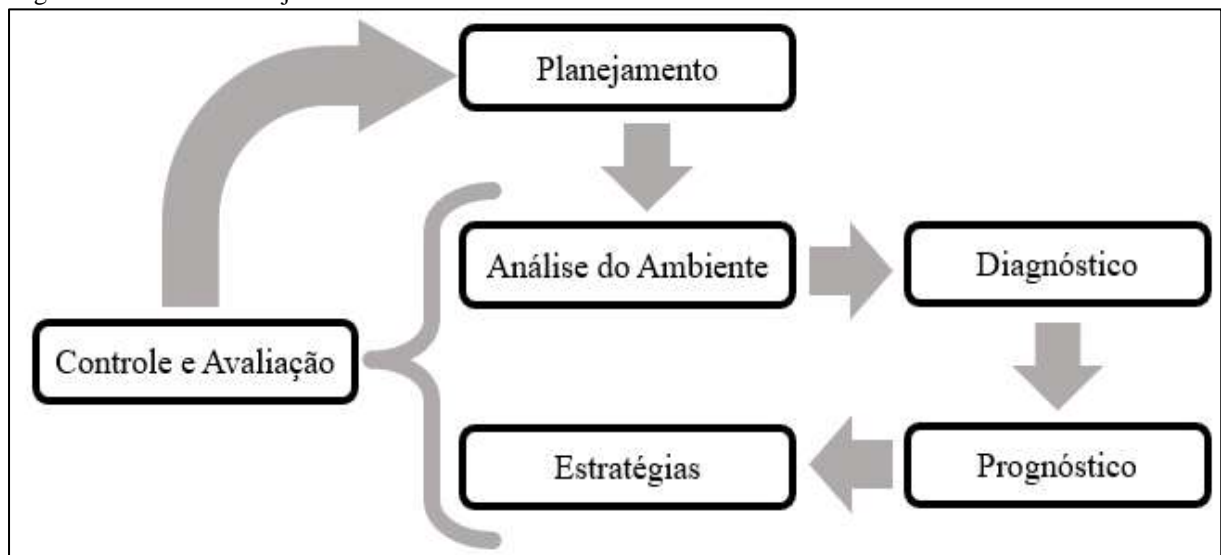 Planejamento
Análise do Ambiente
Diagnóstico
Controle e Avaliação
Estratégias
Prognóstico